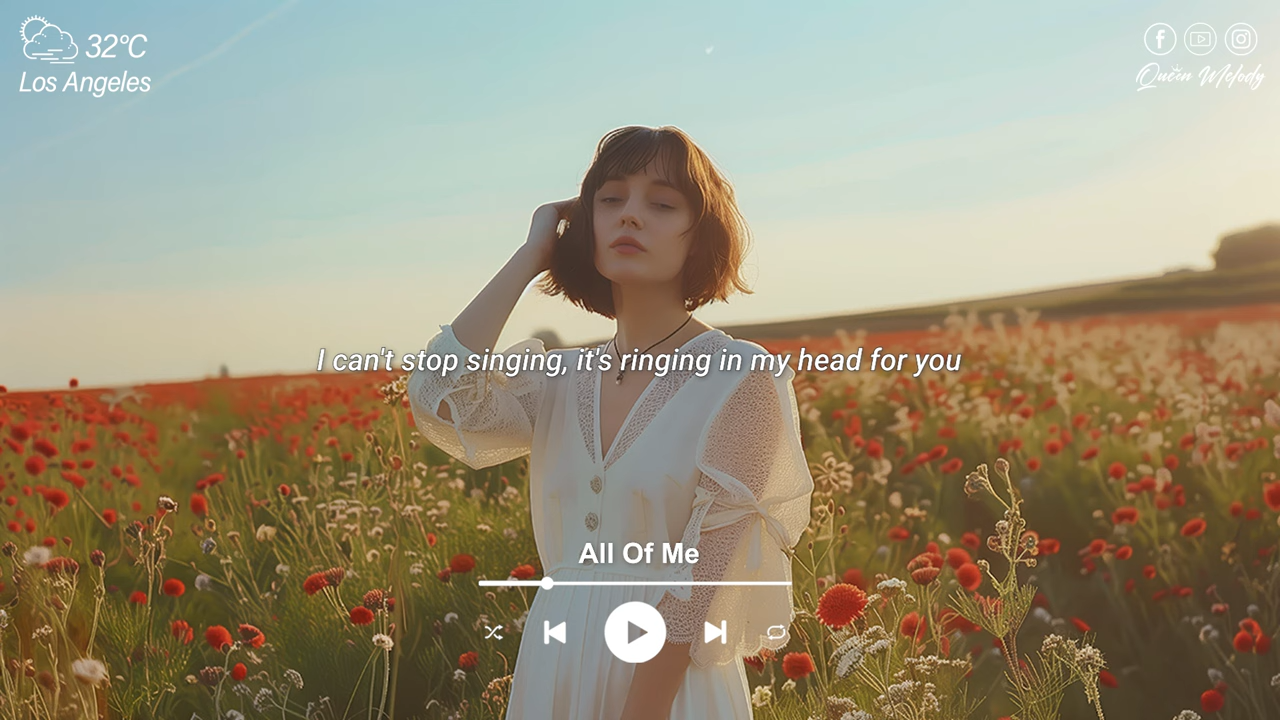 32°C
Los Angeles
Queen Melody
I can't stop singing, it's ringing in my head for you
All Of Me